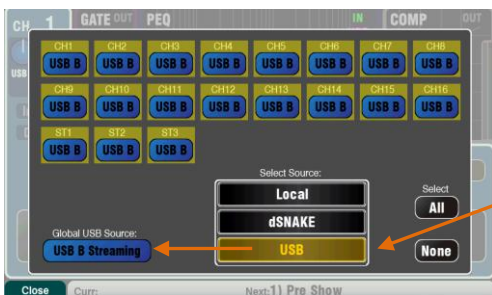 CH 1 GATE OUT PEQ IN COMP OUT
CH1 CH2 CH3 CH4 CH5 CH6 CH7 CH8
USB B USB B USB B USB B USB B USB B USB B USB B
CH9 CH10 CH11 CH12 CH13 CH14 CH15 CH16
USB B USB B USB B USB B USB B USB B USB B USB B
ST1 ST2 ST3
USB B USB B USB B
Select Source:
Local
dSNAKE
USB
Select
All
None
Global USB Source:
USB B Streaming
Close Curr: Next:1) Pre Show